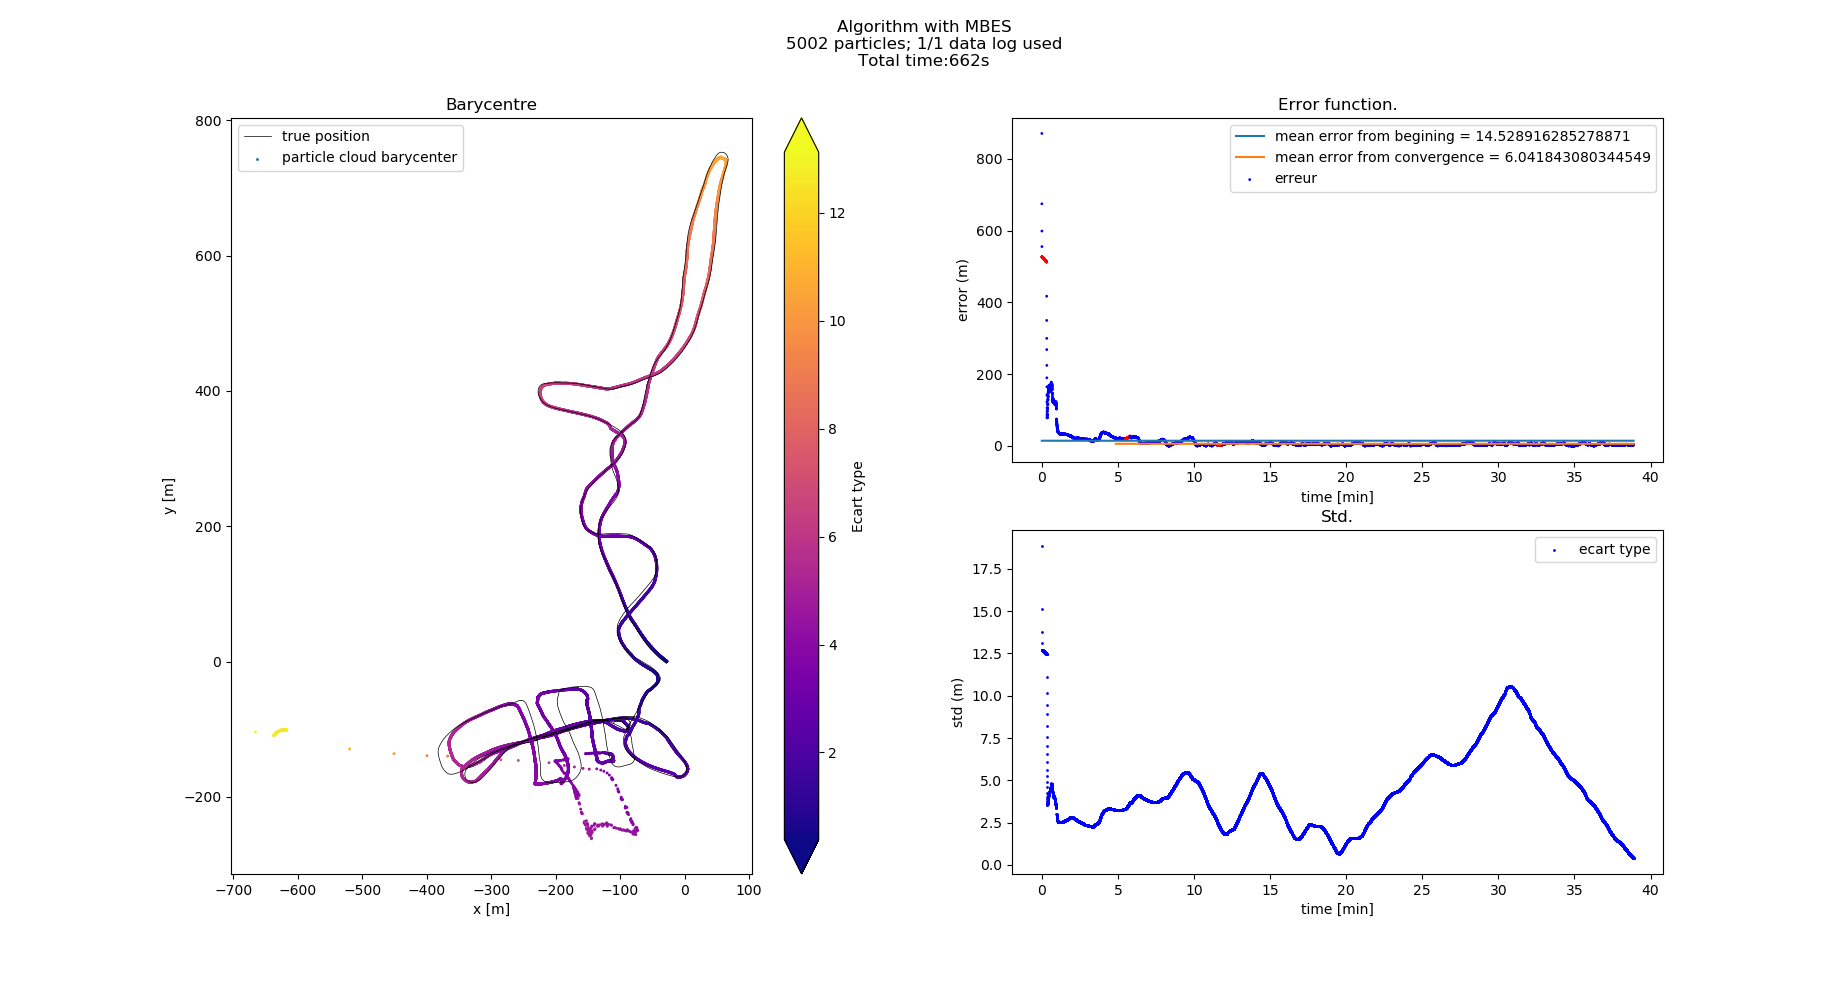 Algorithm with MBES
5002 particles; 1/1 data log used
Total time:662s
Barycentre
true position
particle cloud barycenter
800
600
400
200
0
−200
y [m]
−700
−600
−500
−400
−300
−200
−100
0
100
x [m]
12
10
8
6
4
2
Ecart type
Error function.
mean error from begining = 14.528916285278871
mean error from convergence = 6.041843080344549
erreur
800
600
400
200
0
error (m)
0
5
10
15
20
25
30
35
40
time [min]
Std.
ecart type
17.5
15.0
12.5
10.0
7.5
5.0
2.5
0.0
std (m)
0
5
10
15
20
25
30
35
40
time [min]